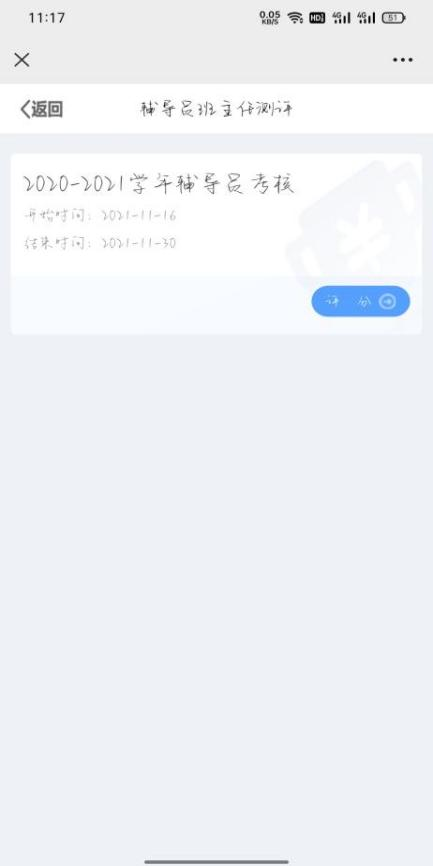 11:17 0.05 KB/S HD 4G 4G 51
返回 辅导员班主任测评
2020-2021学年辅导员考核
开始时间：2021-11-16
结束时间：2021-11-30
评 分